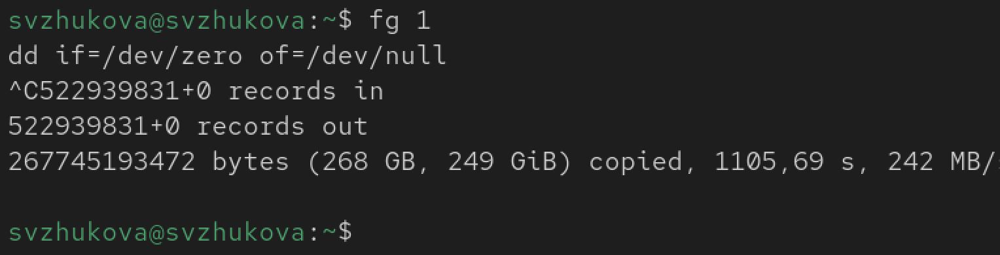 svzhukova@svzhukova:~$ fg 1
dd if=/dev/zero of=/dev/null
^C522939831+0 records in
522939831+0 records out
267745193472 bytes (268 GB, 249 GiB) copied, 1105,69 s, 242 MB/
svzhukova@svzhukova:~$